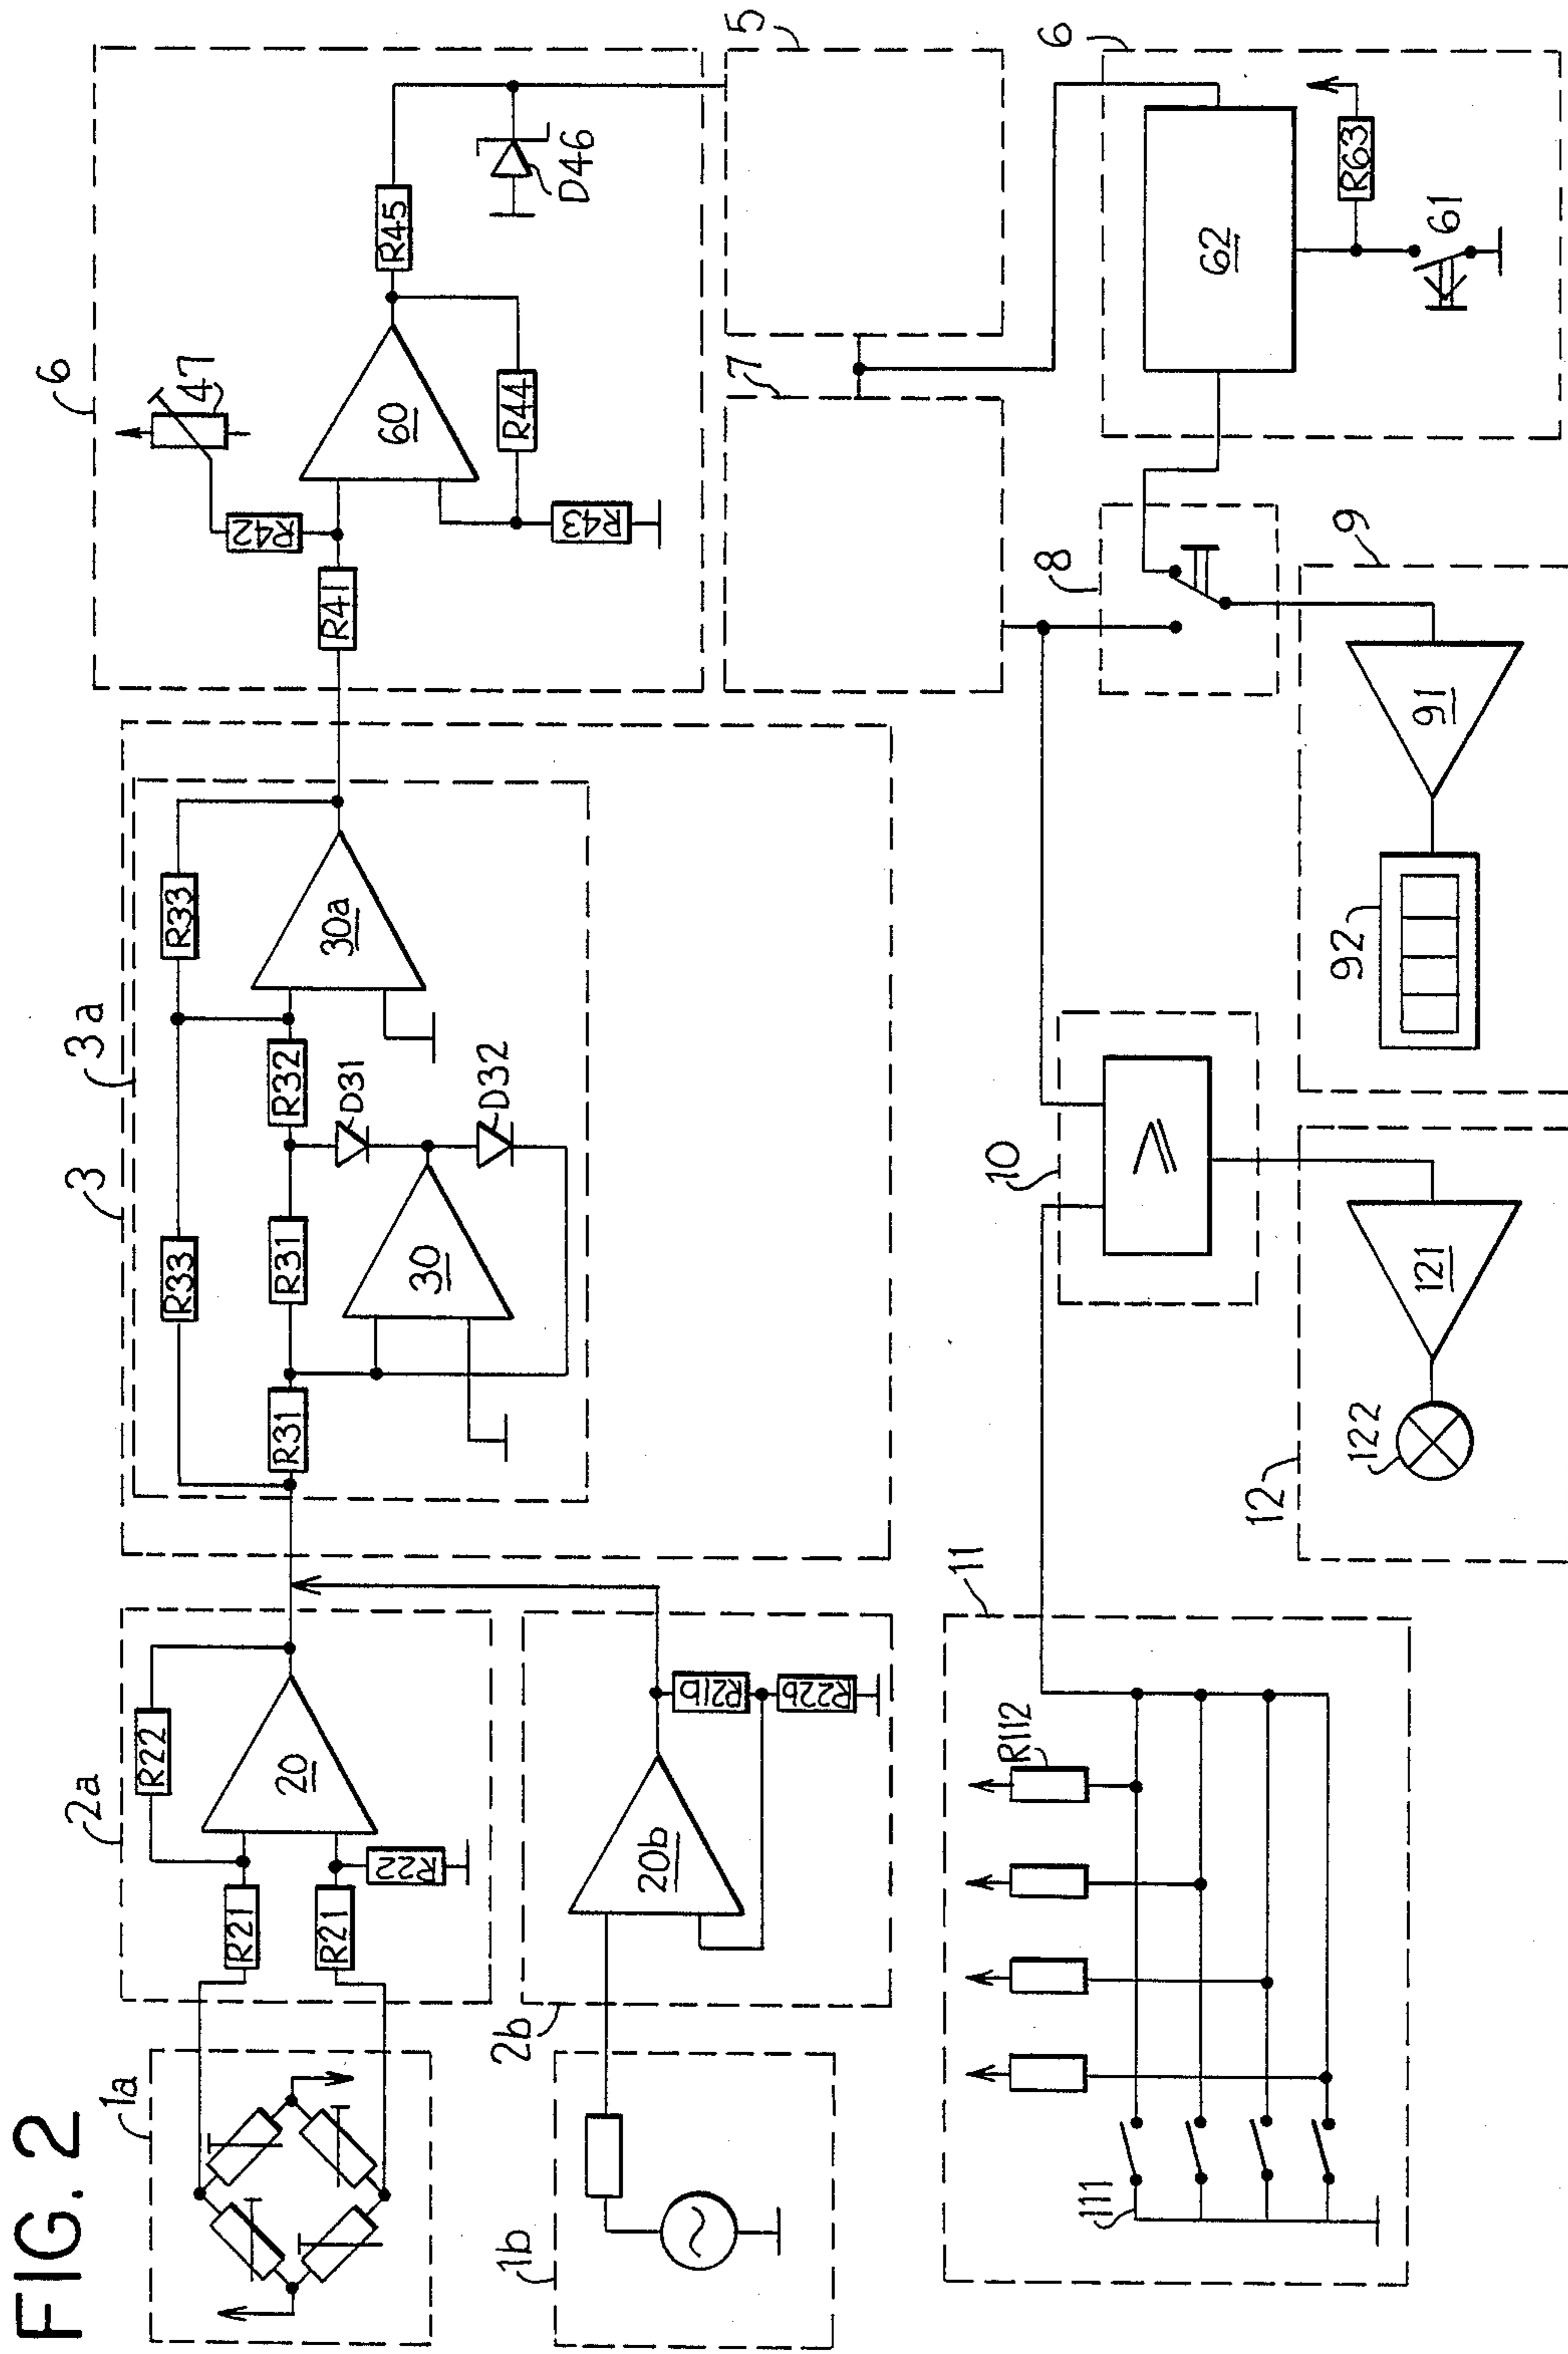 FIG. 2
1a
2a
R21
R21
R22
R22
20
3
3a
R33
R33
R31
R31
R32
D31
D32
30
30a
6
47
R42
R41
60
R43
R44
R45
D46
1b
2b
20b
R21b
R22b
5
7
11
111
R112
10
⩾
8
6
62
R63
61
12
122
121
9
92
91